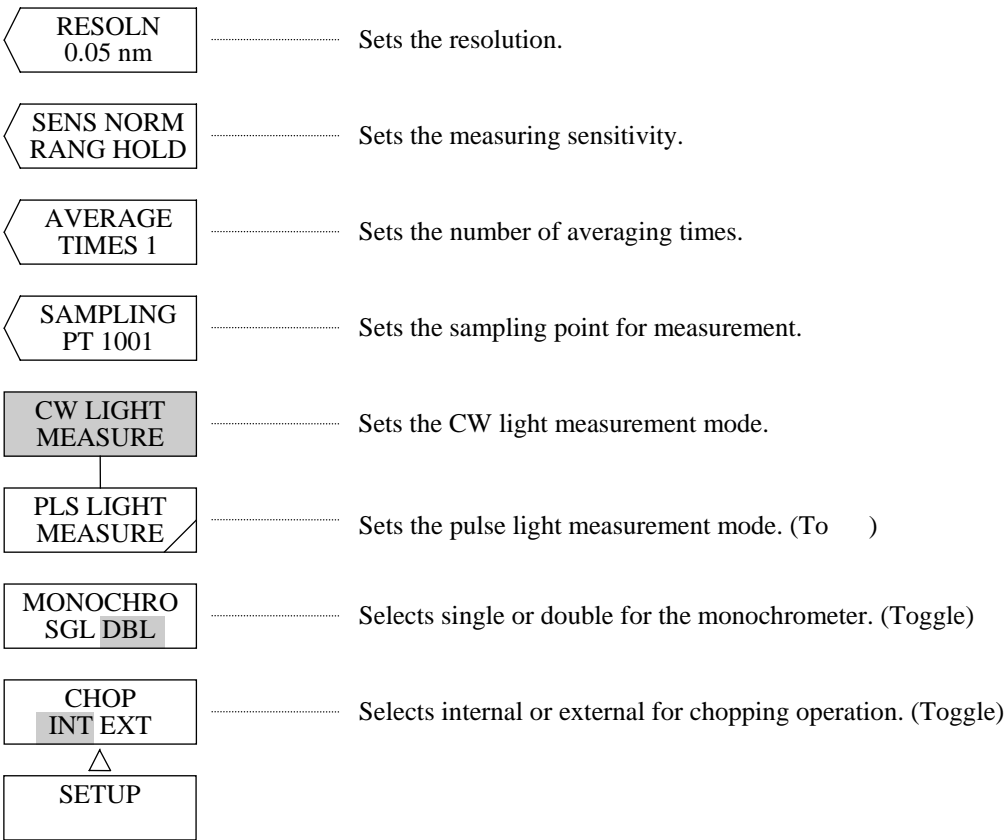 RESOLN
0.05 nm
Sets the resolution.
SENS NORM
RANG HOLD
Sets the measuring sensitivity.
AVERAGE
TIMES 1
Sets the number of averaging times.
SAMPLING
PT 1001
Sets the sampling point for measurement.
CW LIGHT
MEASURE
Sets the CW light measurement mode.
PLS LIGHT
MEASURE
Sets the pulse light measurement mode. (To )
MONOCHRO
SGL DBL
Selects single or double for the monochrometer. (Toggle)
CHOP
INT EXT
Selects internal or external for chopping operation. (Toggle)
SETUP